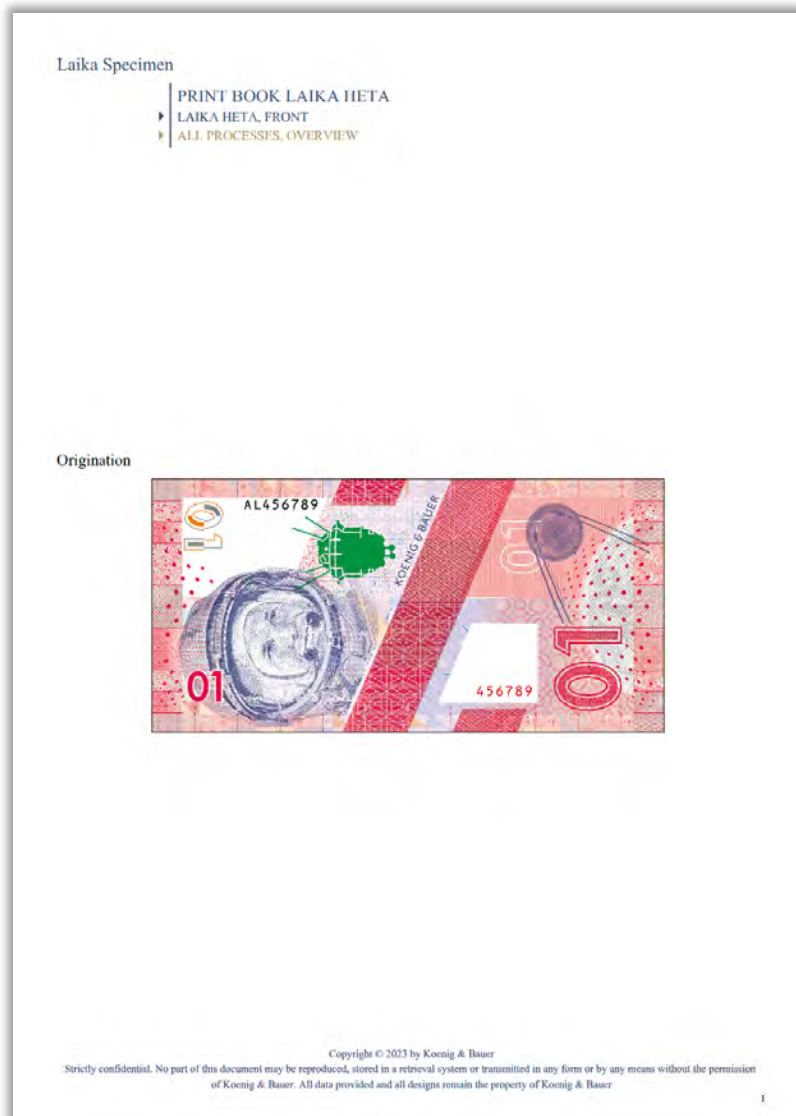 Laika Specimen
PRINT BOOK LAIKA HETA
LAIKA HETA, FRONT
ALL PROCESSES, OVERVIEW
Origination
01
AL456789
KOENIG & BAUER
01
01
456789
01
Copyright © 2023 by Koenig & Bauer
Strictly confidential. No part of this document may be reproduced, stored in a retrieval system or transmitted in any form or by any means without the permission
of Koenig & Bauer. All data provided and all designs remain the property of Koenig & Bauer
1